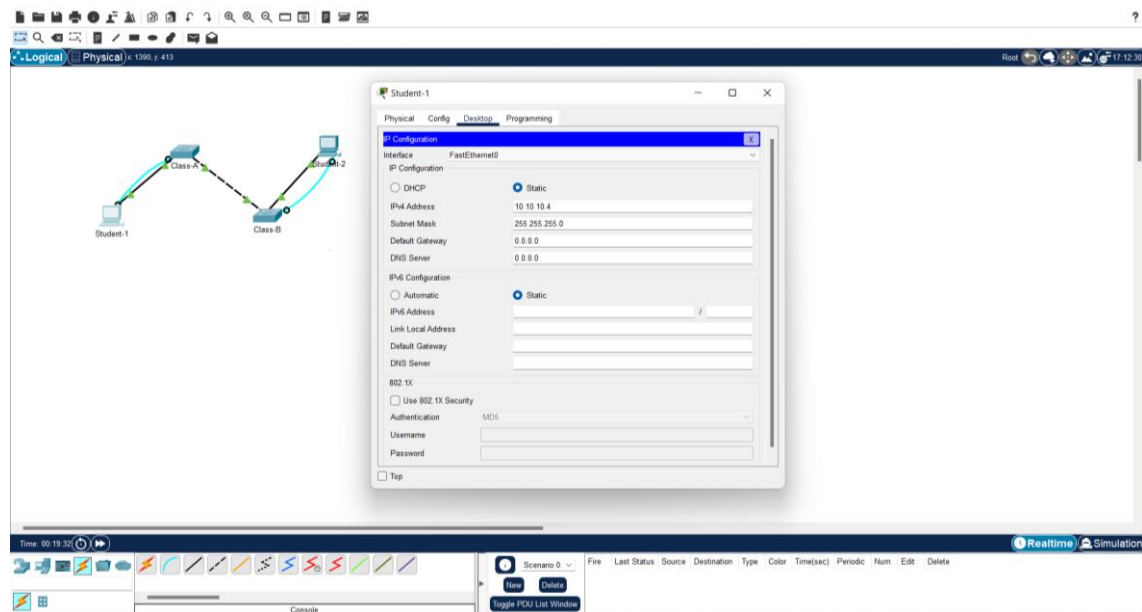 ?
Logical Physical x: 1390, y: 413 Root 17:12:30
Student-1
Physical Config Desktop Programming
IP Configuration X
Interface FastEthernet0
IP Configuration
DHCP Static
IPv4 Address 10.10.10.4
Subnet Mask 255.255.255.0
Default Gateway 0.0.0.0
DNS Server 0.0.0.0
IPv6 Configuration
Automatic Static
IPv6 Address /
Link Local Address
Default Gateway
DNS Server
802.1X
Use 802.1X Security
Authentication MD5
Username
Password
Top
Class-A
Student-2
Student-1
Class-B
Time: 00:19:32 Realtime Simulation
Scenario 0 Fire Last Status Source Destination Type Color Time(sec) Periodic Num Edit Delete
New Delete
Toggle PDU List Window
Console